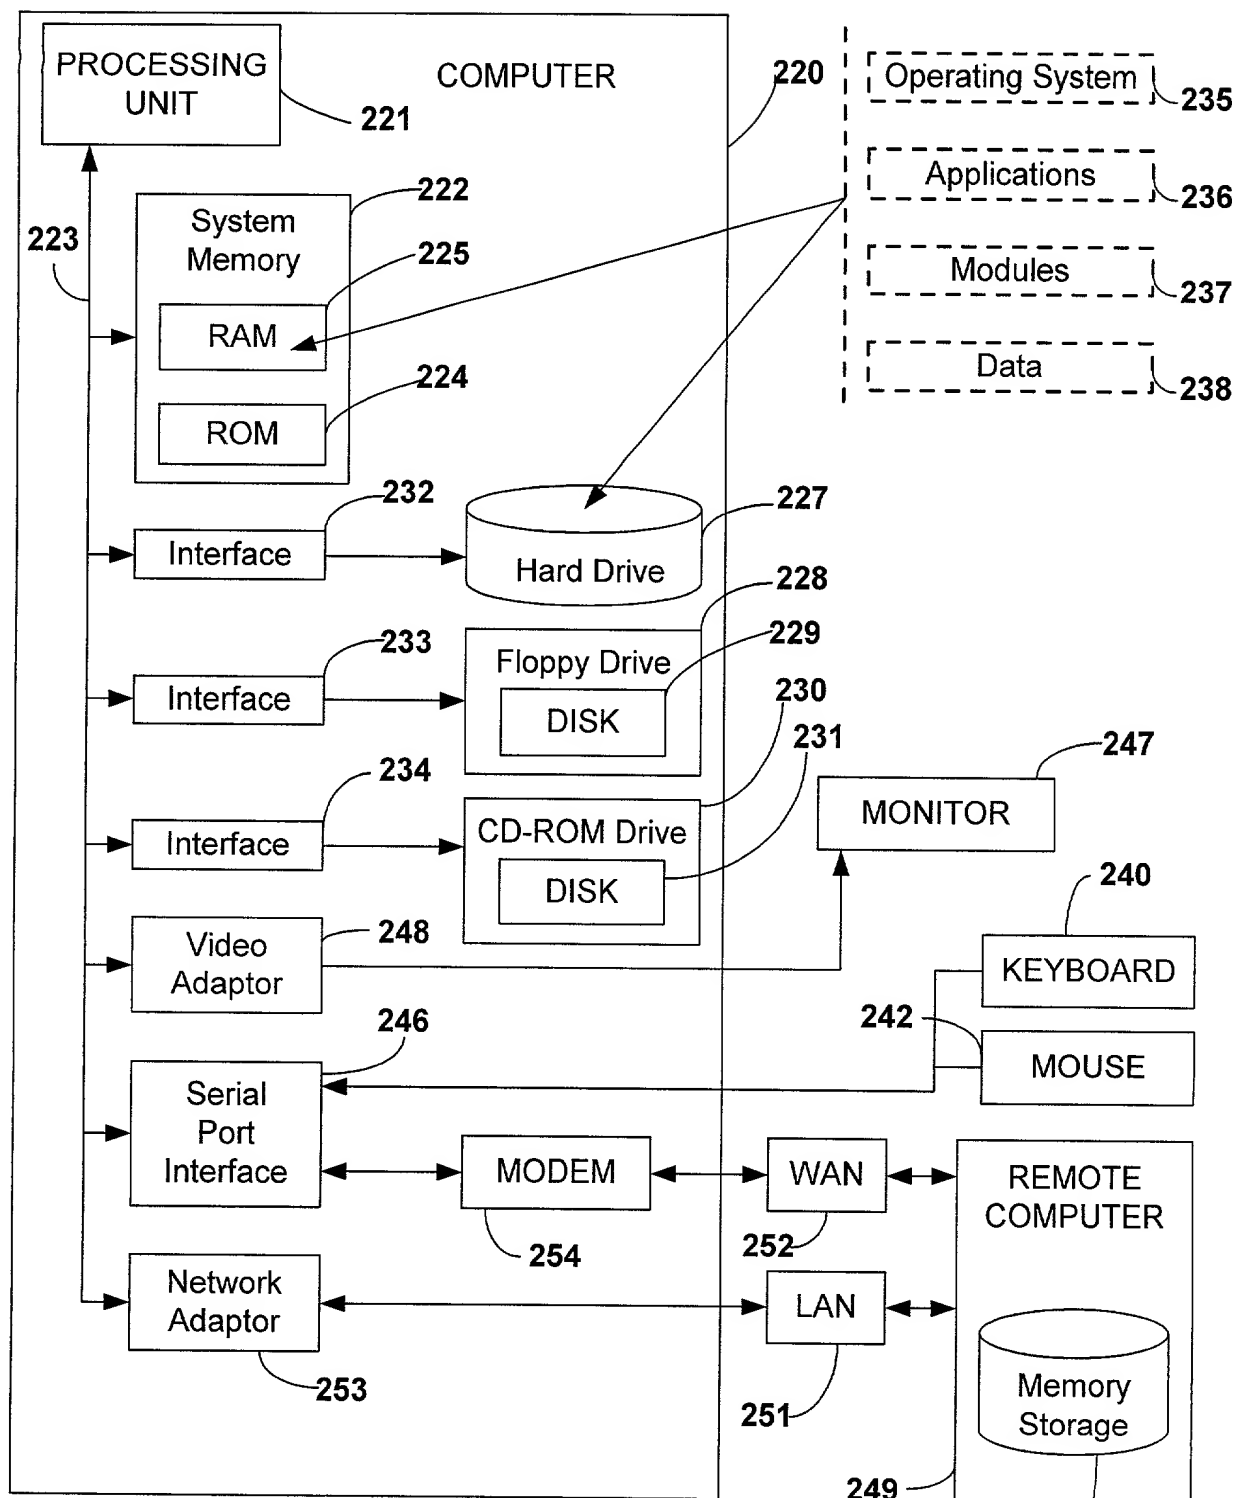 PROCESSING
UNIT
221
COMPUTER
220
Operating System
235
Applications
236
Modules
237
Data
238
222
System
Memory
223
225
RAM
224
ROM
232
Interface
227
Hard Drive
228
233
Interface
Floppy Drive
229
DISK
230
231
234
Interface
CD-ROM Drive
DISK
247
MONITOR
240
KEYBOARD
248
Video
Adaptor
242
MOUSE
246
Serial
Port
Interface
MODEM
254
WAN
252
REMOTE
COMPUTER
Network
Adaptor
253
LAN
251
Memory
Storage
249